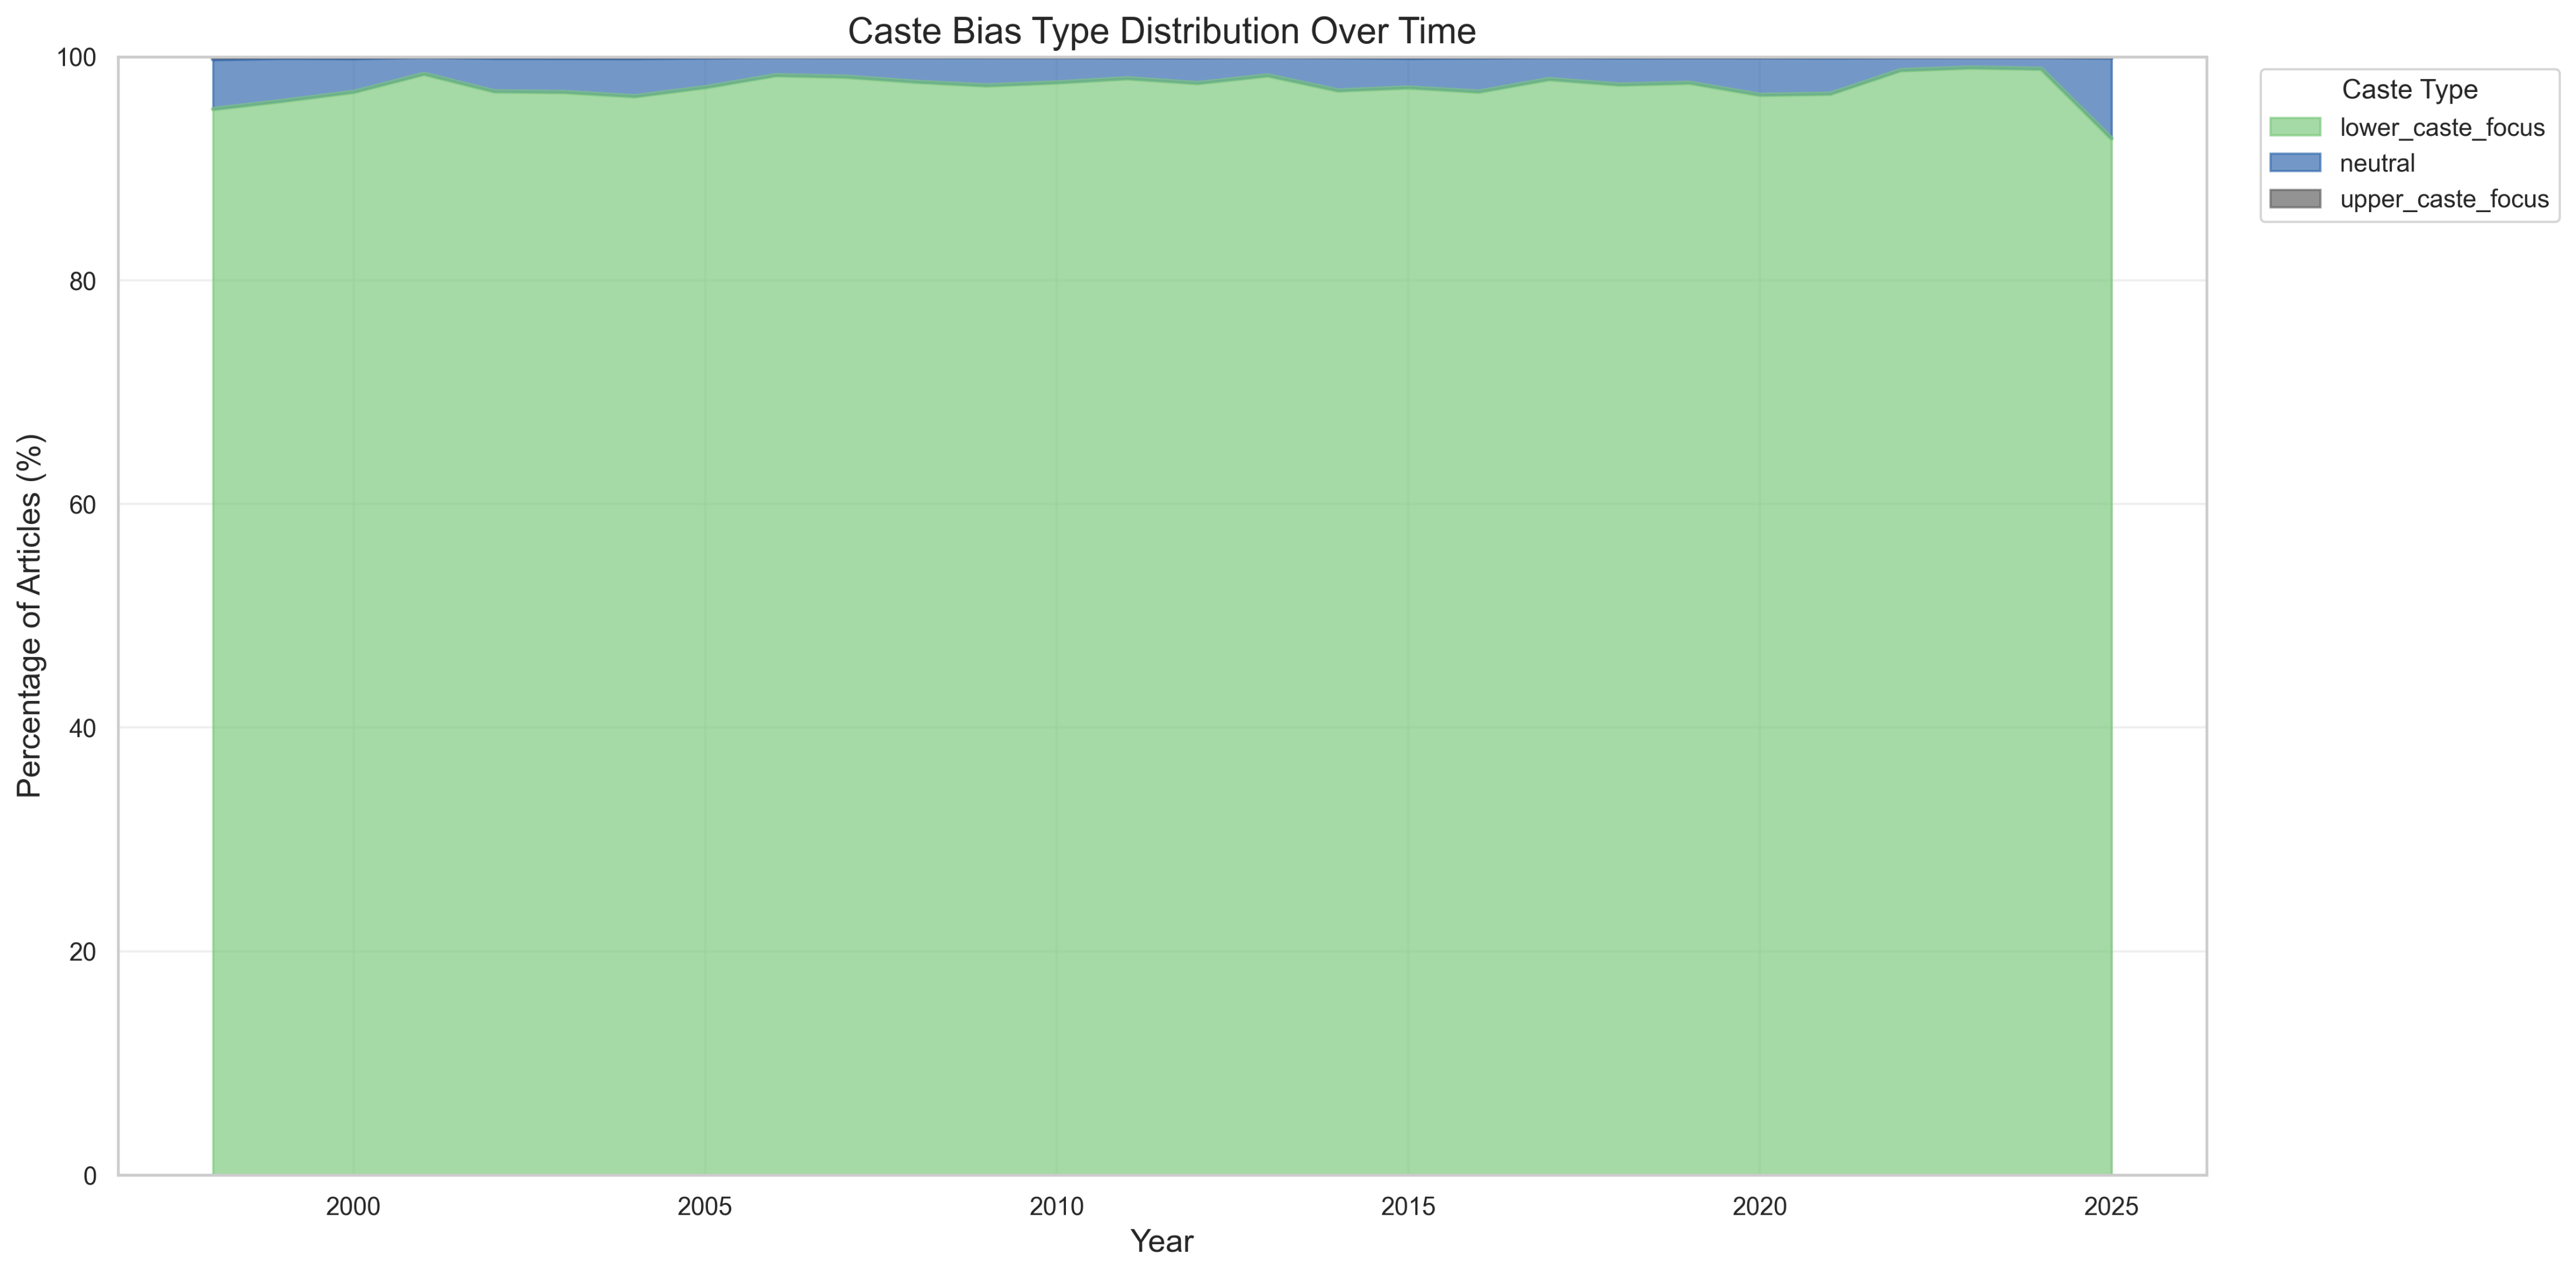 Caste Bias Type Distribution Over Time
Percentage of Articles (%)
100
80
60
40
20
0
2000
2005
2010
2015
2020
2025
Year
Caste Type
lower_caste_focus
neutral
upper_caste_focus